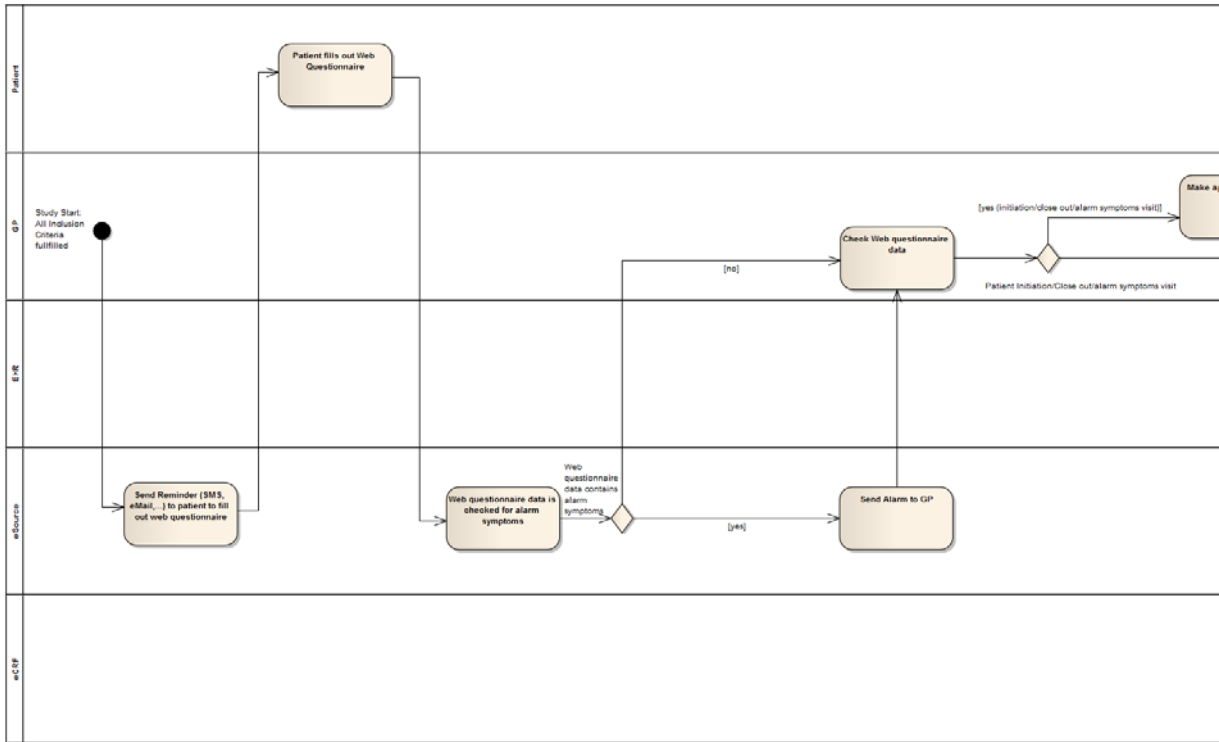 Patient
Patient fills out Web
Questionnaire
GP
Study Start:
All Inclusion
Criteria
fullfilled
[no]
Check Web questionnaire
data
[yes (initiation/close out/alarm symptoms visit)]
Patient Initiation/Close out/alarm symptoms visit
Make ap
EHR
eSource
Send Reminder (SMS,
eMail,...) to patient to fill
out web questionnaire
Web questionnaire data is
checked for alarm
symptoms
Web
questionnaire
data contains
alarm
symptoms
[yes]
Send Alarm to GP
eCRF